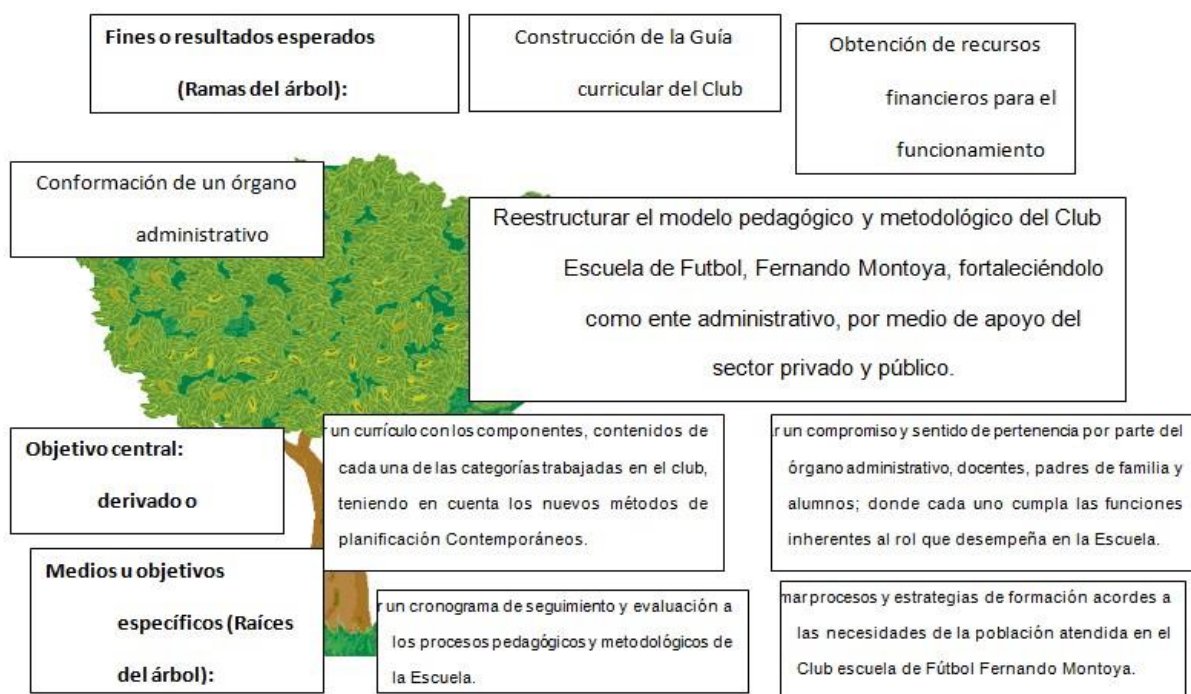 Fines o resultados esperados
(Ramas del árbol):
Construcción de la Guía
curricular del Club
Obtención de recursos
financieros para el
funcionamiento
Conformación de un órgano
administrativo
Reestructurar el modelo pedagógico y metodológico del Club
Escuela de Futbol, Fernando Montoya, fortaleciéndolo
como ente administrativo, por medio de apoyo del
sector privado y público.
Objetivo central:
derivado o
un currículo con los componentes, contenidos de
cada una de las categorías trabajadas en el club,
teniendo en cuenta los nuevos métodos de
planificación Contemporáneos.
un compromiso y sentido de pertenencia por parte del
órgano administrativo, docentes, padres de familia y
alumnos; donde cada uno cumpla las funciones
inherentes al rol que desempeña en la Escuela.
Medios u objetivos
específicos (Raíces
del árbol):
un cronograma de seguimiento y evaluación a
los procesos pedagógicos y metodológicos de
la Escuela.
procesos y estrategias de formación acordes a
las necesidades de la población atendida en el
Club escuela de Fútbol Fernando Montoya.